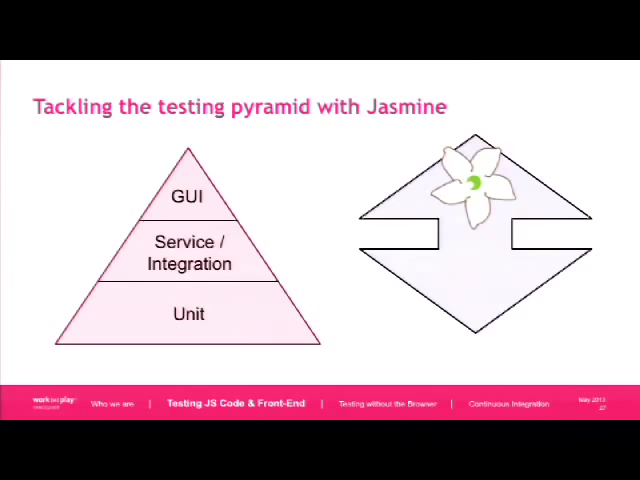 Tackling the testing pyramid with Jasmine
GUI
Service /
Integration
Unit
Who we are | Testing JS Code & Front-End | Testing without the Browser | Continuous Integration
May 2013
27